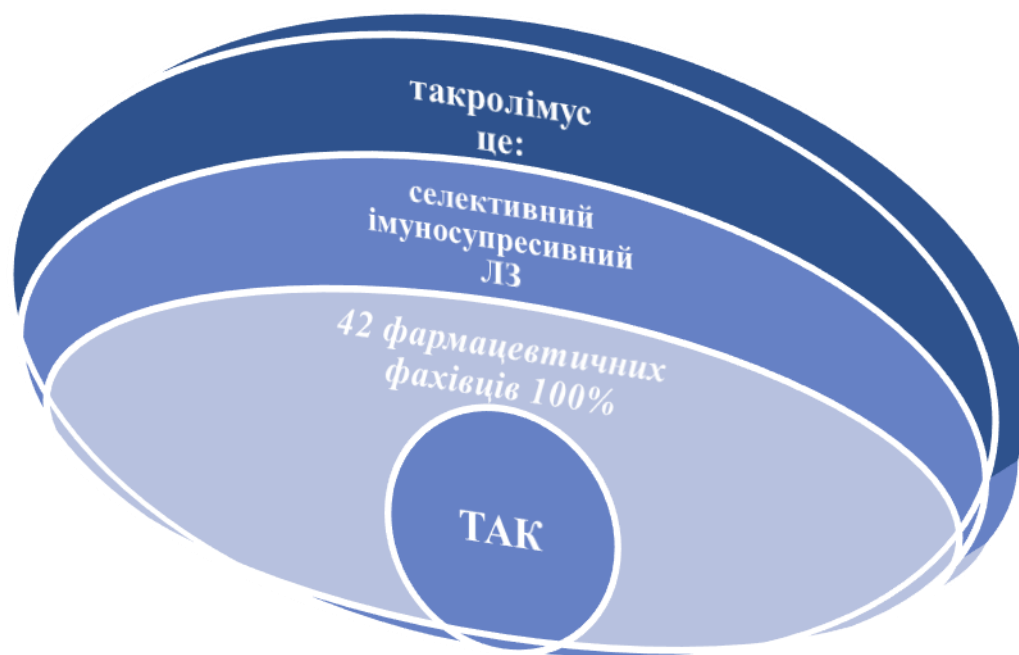 такролімус
це:
селективний
імуносупресивний
ЛЗ
42 фармацевтичних
фахівців 100%
ТАК